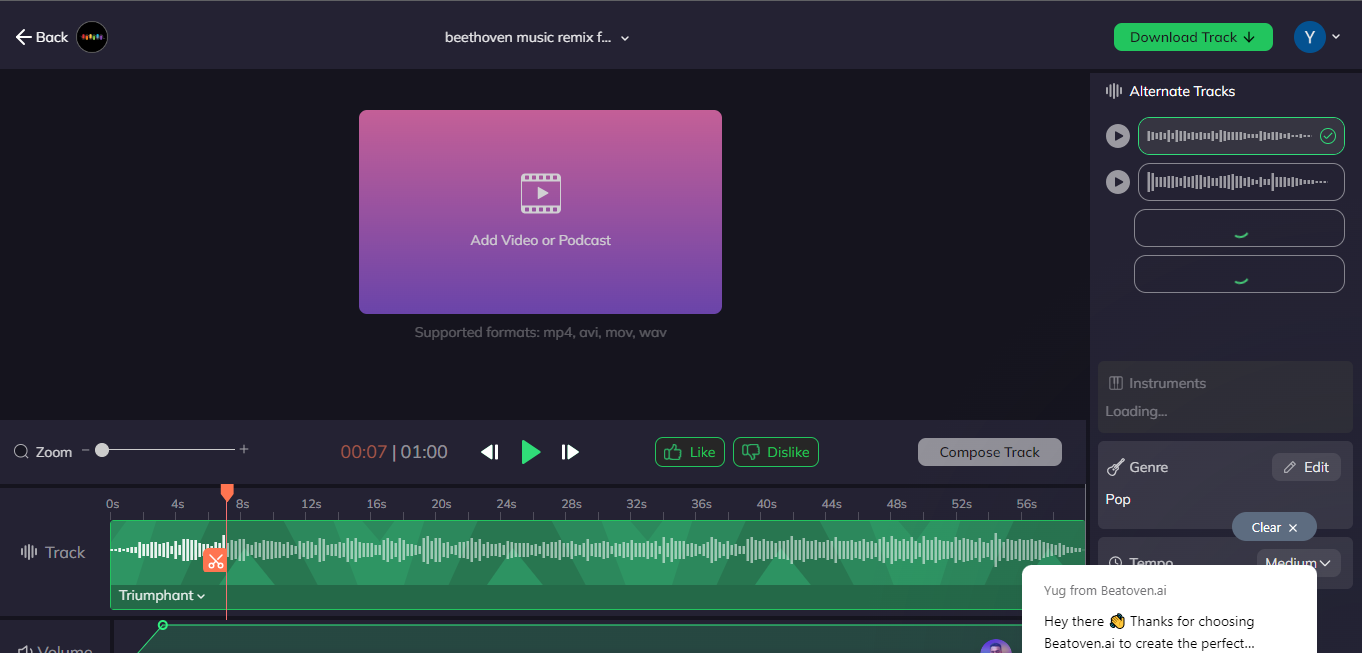 Back
beethoven music remix f...
Download Track
Y
Alternate Tracks
Add Video or Podcast
Supported formats: mp4, avi, mov, wav
Instruments
Loading...
Zoom
00:07 | 01:00
Like
Dislike
Compose Track
Genre
Edit
Pop
0s 4s 8s 12s 16s 20s 24s 28s 32s 36s 40s 44s 48s 52s 56s
Track
Clear ×
Tempo
Medium
Triumphant
Yug from Beatoven.ai
Hey there 👏 Thanks for choosing
Beatoven.ai to create the perfect...
Volume